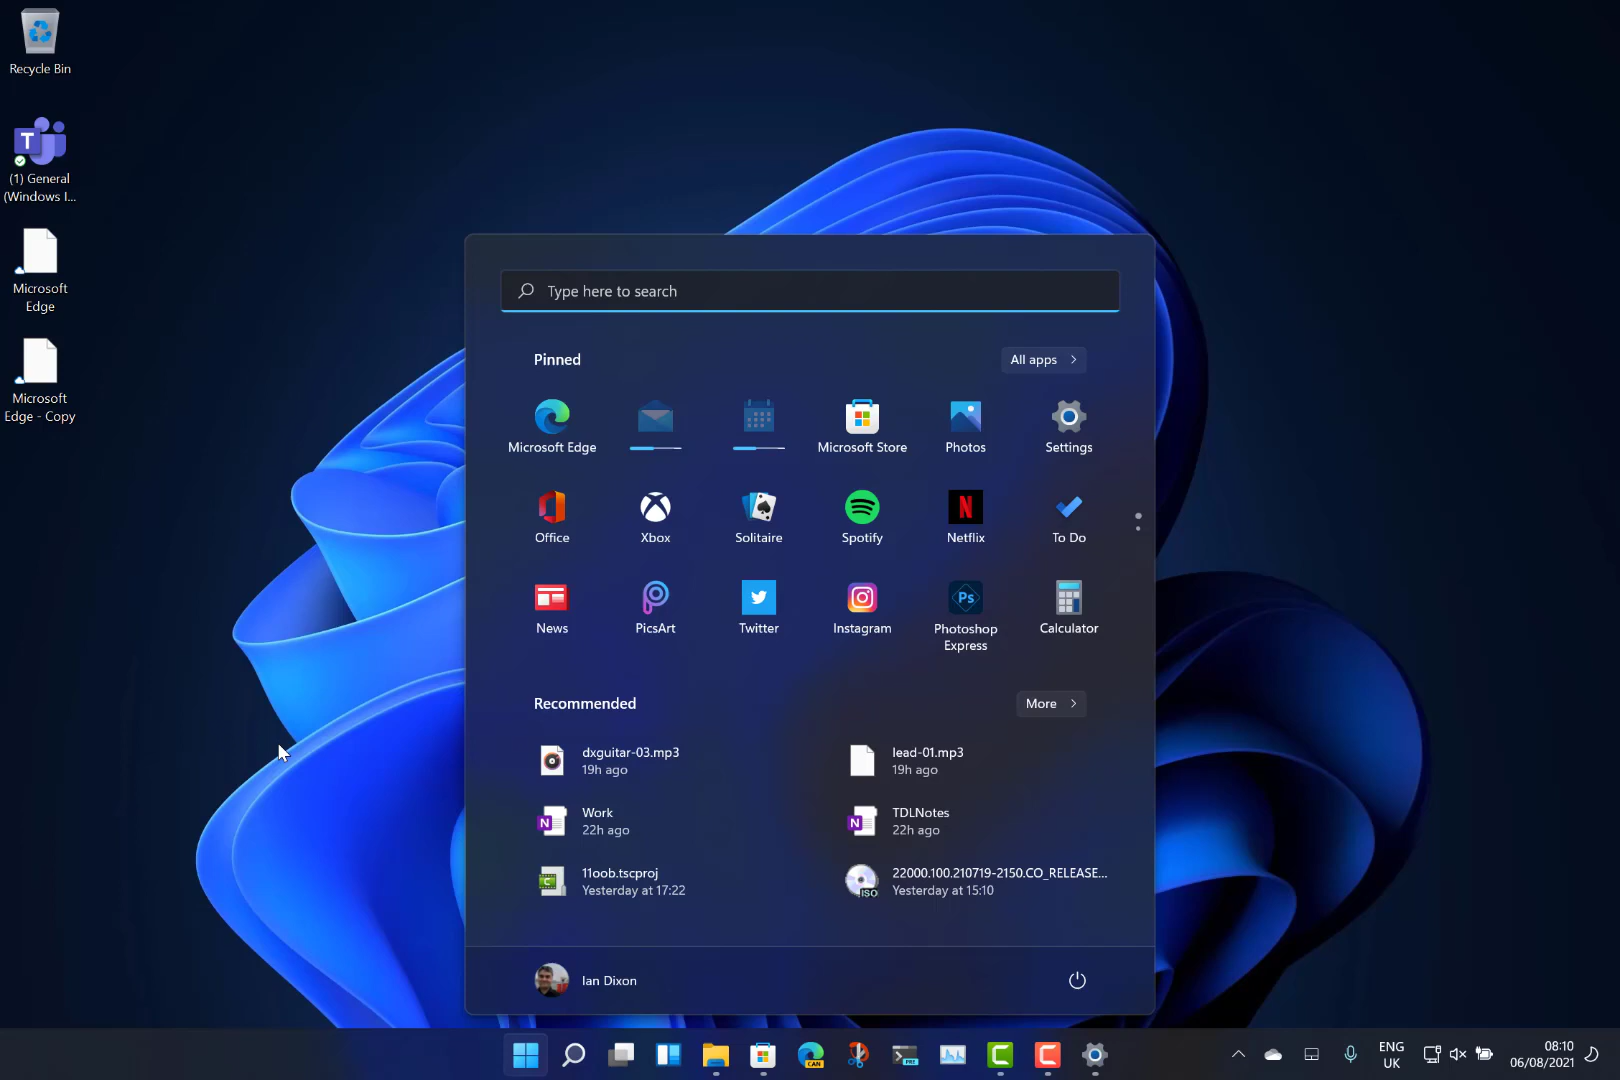 Recycle Bin
(1) General
(Windows I...
Microsoft
Edge
Microsoft
Edge - Copy
Type here to search
Pinned
All apps
Microsoft Edge
Microsoft Store
Photos
Settings
Office
Xbox
Solitaire
Spotify
Netflix
To Do
News
PicsArt
Twitter
Instagram
Photoshop
Express
Calculator
Recommended
More
dxguitar-03.mp3
19h ago
lead-01.mp3
19h ago
Work
22h ago
TDLNotes
22h ago
11oob.tscproj
Yesterday at 17:22
22000.100.210719-2150.CO_RELEASE...
Yesterday at 15:10
Ian Dixon
ENG
UK
08:10
06/08/2021